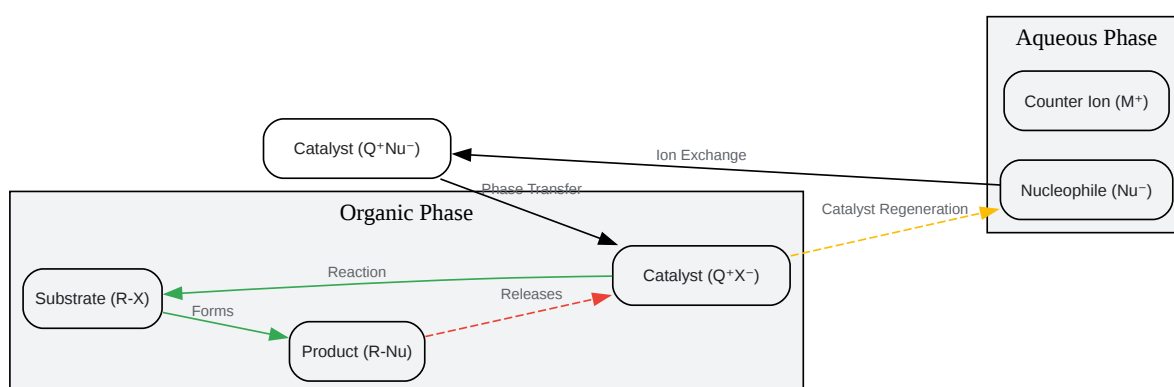 Aqueous Phase
Counter Ion (M⁺)
Catalyst (Q⁺Nu⁻)
Ion Exchange
Nucleophile (Nu⁻)
Phase Transfer
Organic Phase
Catalyst Regeneration
Reaction
Catalyst (Q⁺X⁻)
Substrate (R-X)
Releases
Forms
Product (R-Nu)